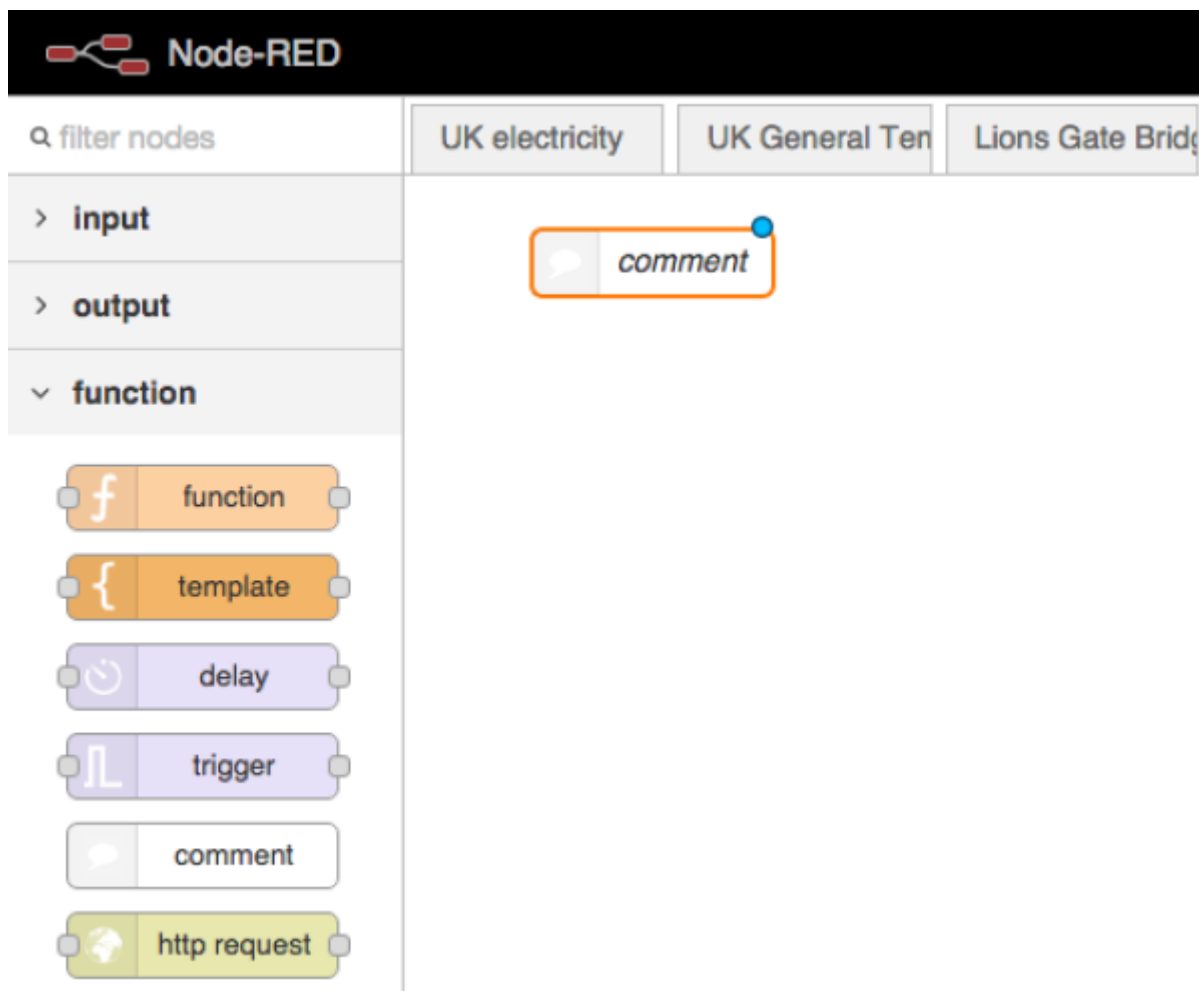 Node-RED
filter nodes
UK electricity
UK General Ten
Lions Gate Bridg
input
comment
output
function
function
template
delay
trigger
comment
http request